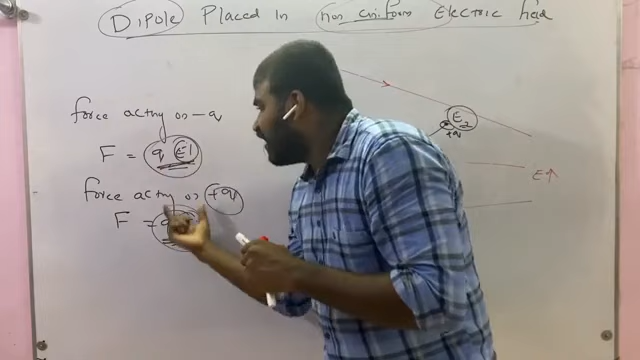 Dipole Placed in non uniform Electric field
force acting on -q
F = q E1
force acting on +q
F =
E2
+q
E↑